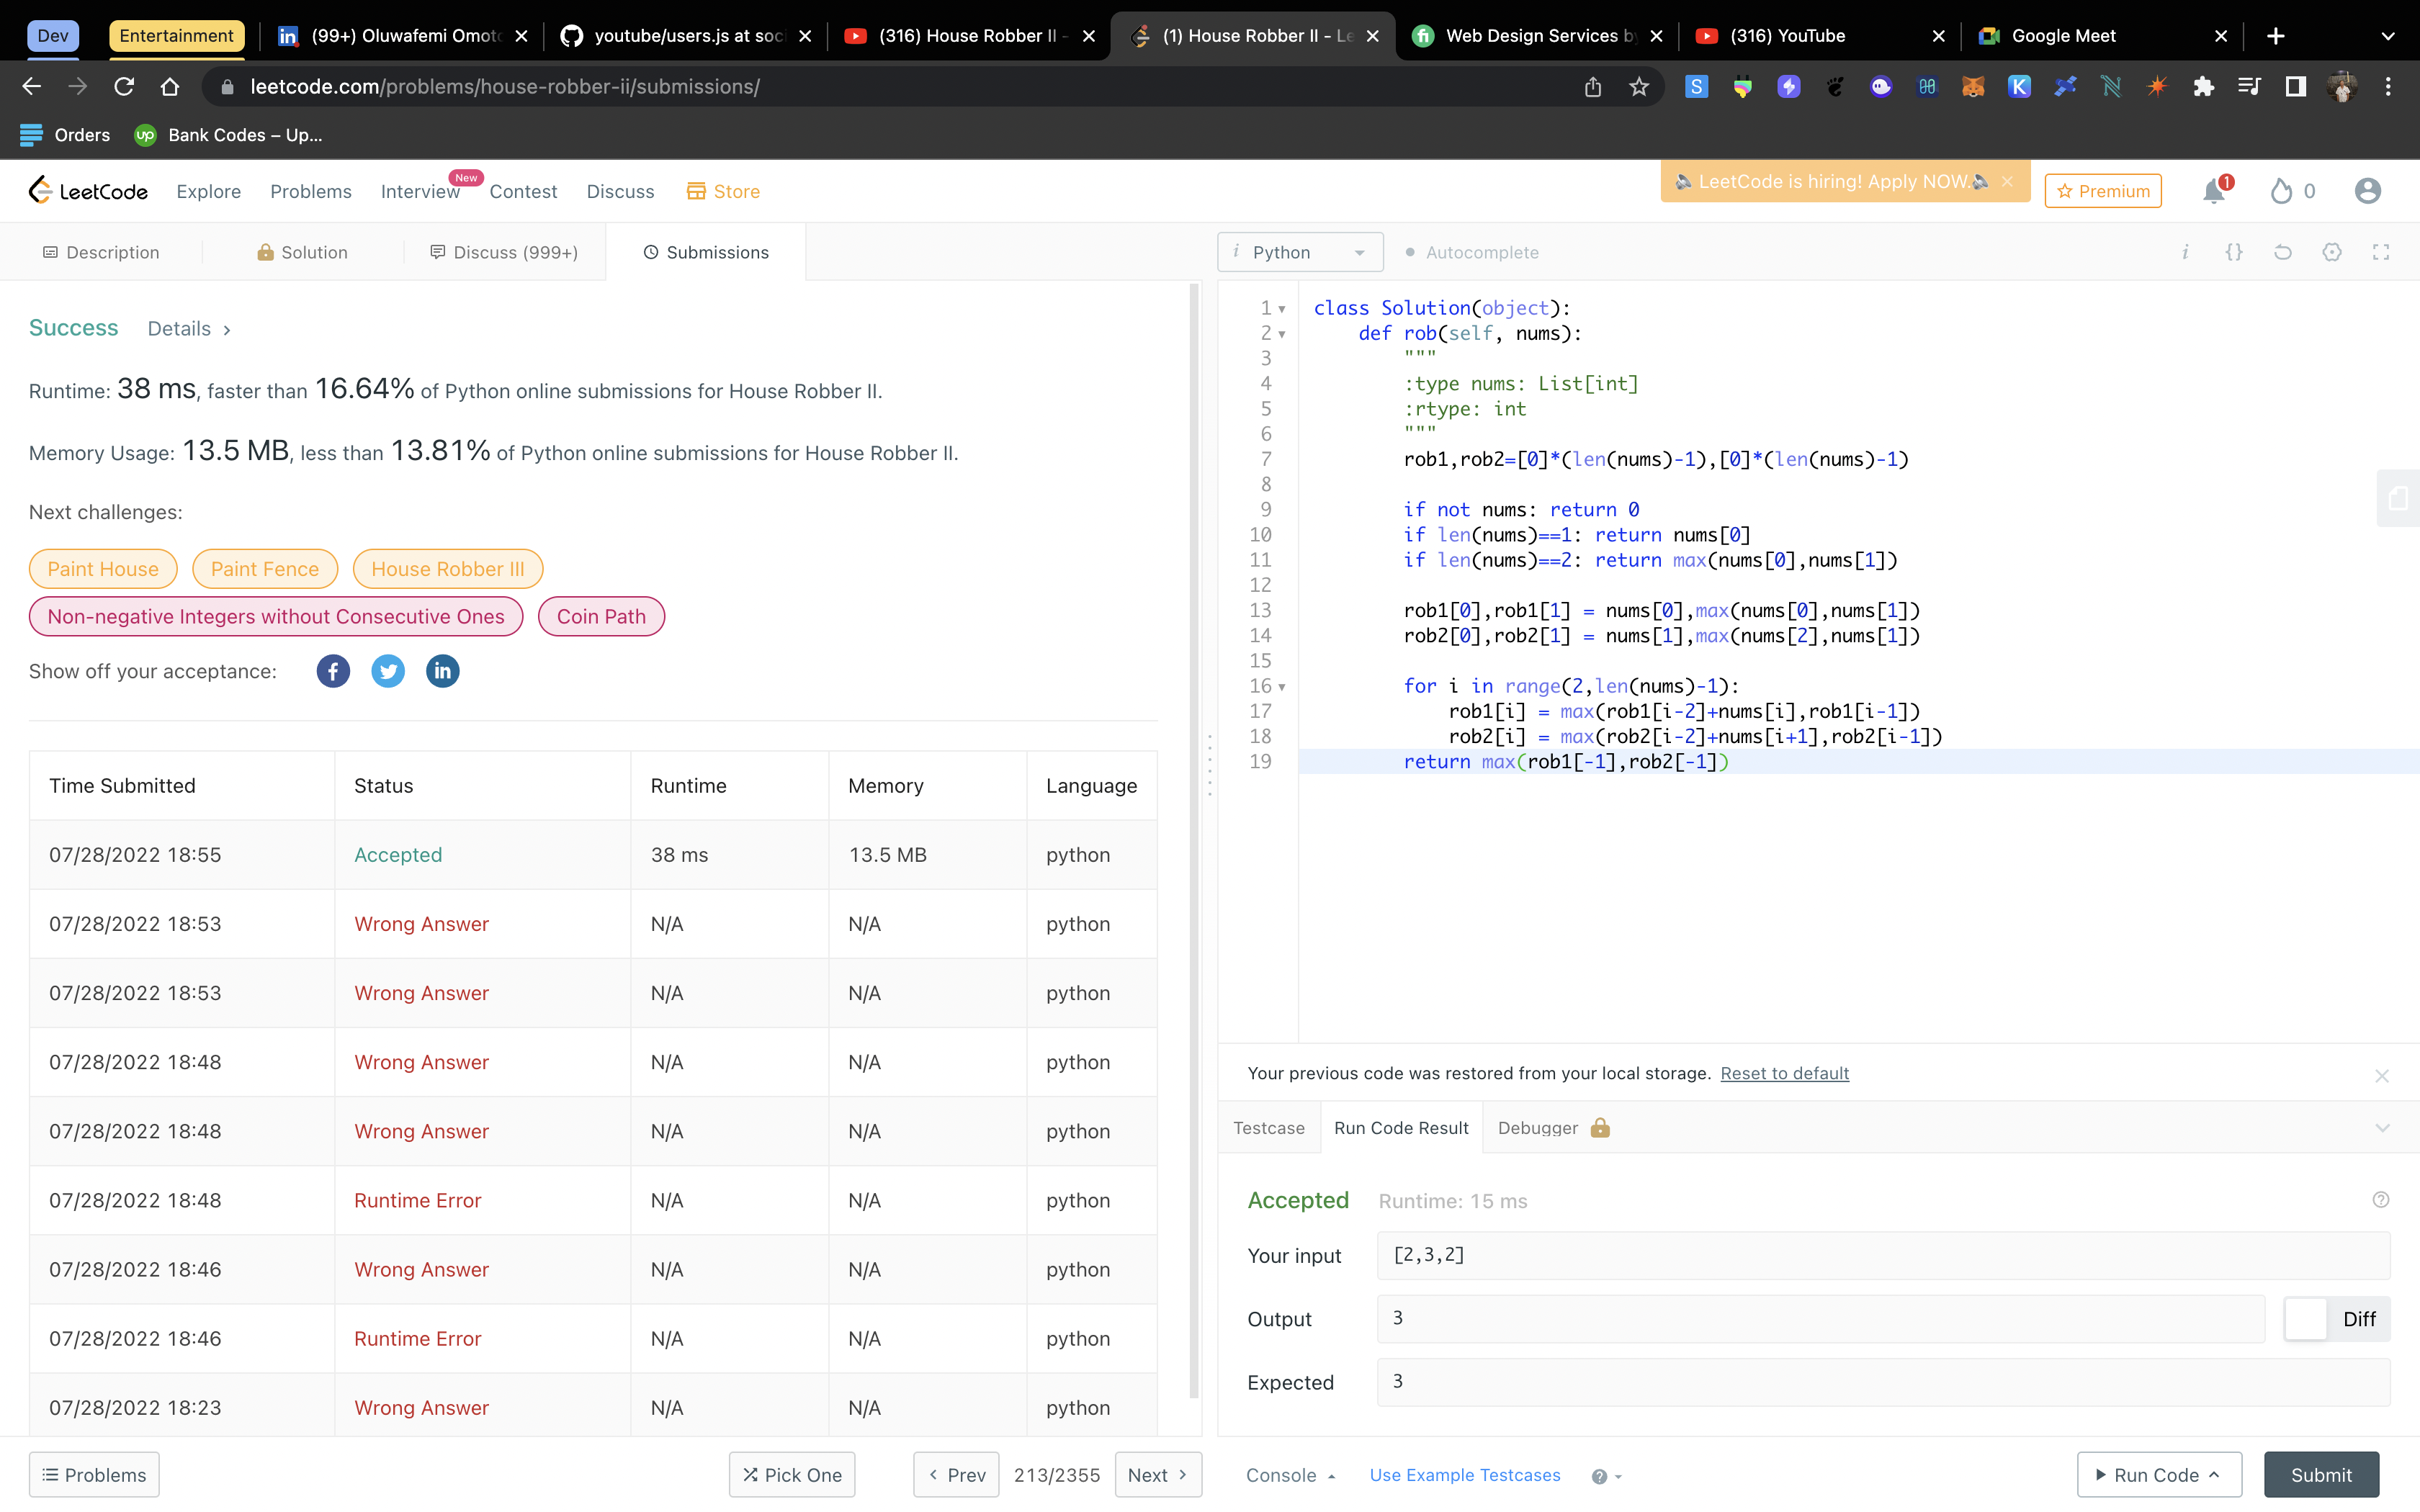 Dev
Entertainment
(99+) Oluwafemi Omoto
youtube/users.js at soci
(316) House Robber II -
(1) House Robber II - Le
Web Design Services by
(316) YouTube
Google Meet
leetcode.com/problems/house-robber-ii/submissions/
Orders
Bank Codes – Up...
LeetCode
Explore
Problems
Interview
New
Contest
Discuss
Store
LeetCode is hiring! Apply NOW.
Premium
1
0
Description
Solution
Discuss (999+)
Submissions
Success
Details
Runtime: 38 ms, faster than 16.64% of Python online submissions for House Robber II.
Memory Usage: 13.5 MB, less than 13.81% of Python online submissions for House Robber II.
Next challenges:
Paint House
Paint Fence
House Robber III
Non-negative Integers without Consecutive Ones
Coin Path
Show off your acceptance:
Time Submitted Status Runtime Memory Language
07/28/2022 18:55 Accepted 38 ms 13.5 MB python
07/28/2022 18:53 Wrong Answer N/A N/A python
07/28/2022 18:53 Wrong Answer N/A N/A python
07/28/2022 18:48 Wrong Answer N/A N/A python
07/28/2022 18:48 Wrong Answer N/A N/A python
07/28/2022 18:48 Runtime Error N/A N/A python
07/28/2022 18:46 Wrong Answer N/A N/A python
07/28/2022 18:46 Runtime Error N/A N/A python
07/28/2022 18:23 Wrong Answer N/A N/A python
Problems
Pick One
Prev
213/2355
Next
Python
Autocomplete
1 class Solution(object):
2 def rob(self, nums):
3 """
4 :type nums: List[int]
5 :rtype: int
6 """
7 rob1,rob2=[0]*(len(nums)-1),[0]*(len(nums)-1)
8
9 if not nums: return 0
10 if len(nums)==1: return nums[0]
11 if len(nums)==2: return max(nums[0],nums[1])
12
13 rob1[0],rob1[1] = nums[0],max(nums[0],nums[1])
14 rob2[0],rob2[1] = nums[1],max(nums[2],nums[1])
15
16 for i in range(2,len(nums)-1):
17 rob1[i] = max(rob1[i-2]+nums[i],rob1[i-1])
18 rob2[i] = max(rob2[i-2]+nums[i+1],rob2[i-1])
19 return max(rob1[-1],rob2[-1])
Your previous code was restored from your local storage. Reset to default
Testcase
Run Code Result
Debugger
Accepted Runtime: 15 ms
Your input [2,3,2]
Output 3
Diff
Expected 3
Console
Use Example Testcases
Run Code
Submit